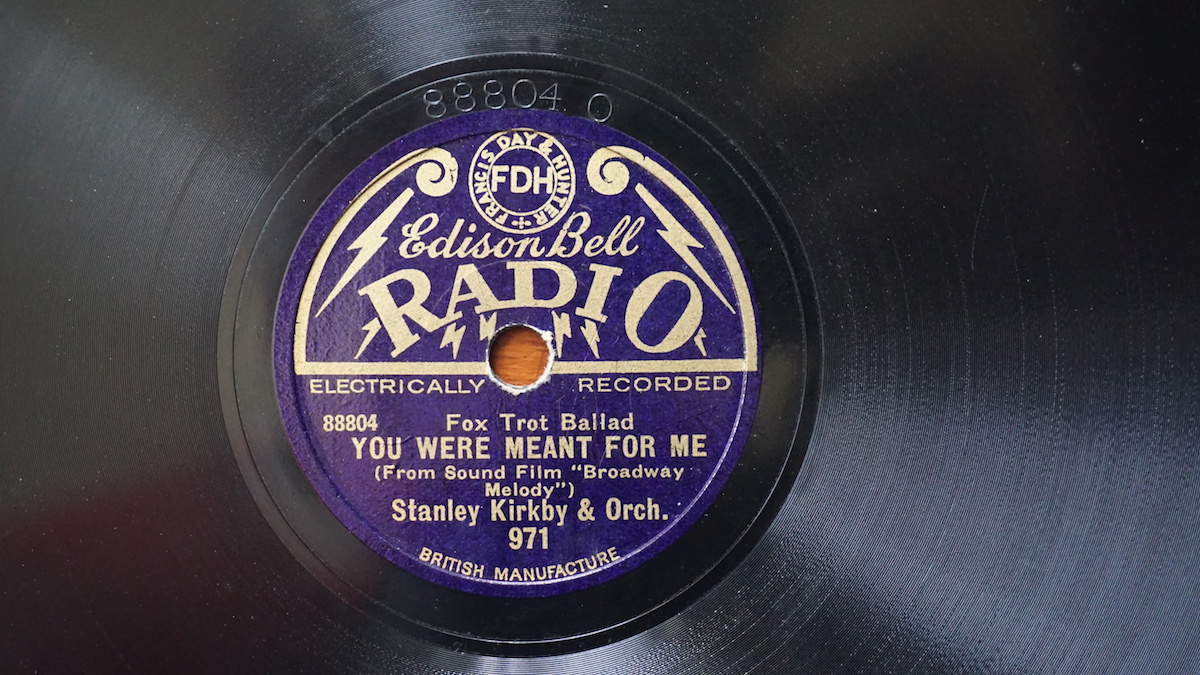 88804 O
FRANCIS DAY & HUNTER
FDH
Edison Bell
RADIO
ELECTRICALLY RECORDED
88804 Fox Trot Ballad
YOU WERE MEANT FOR ME
(From Sound Film "Broadway
Melody")
Stanley Kirkby & Orch.
971
BRITISH MANUFACTURE